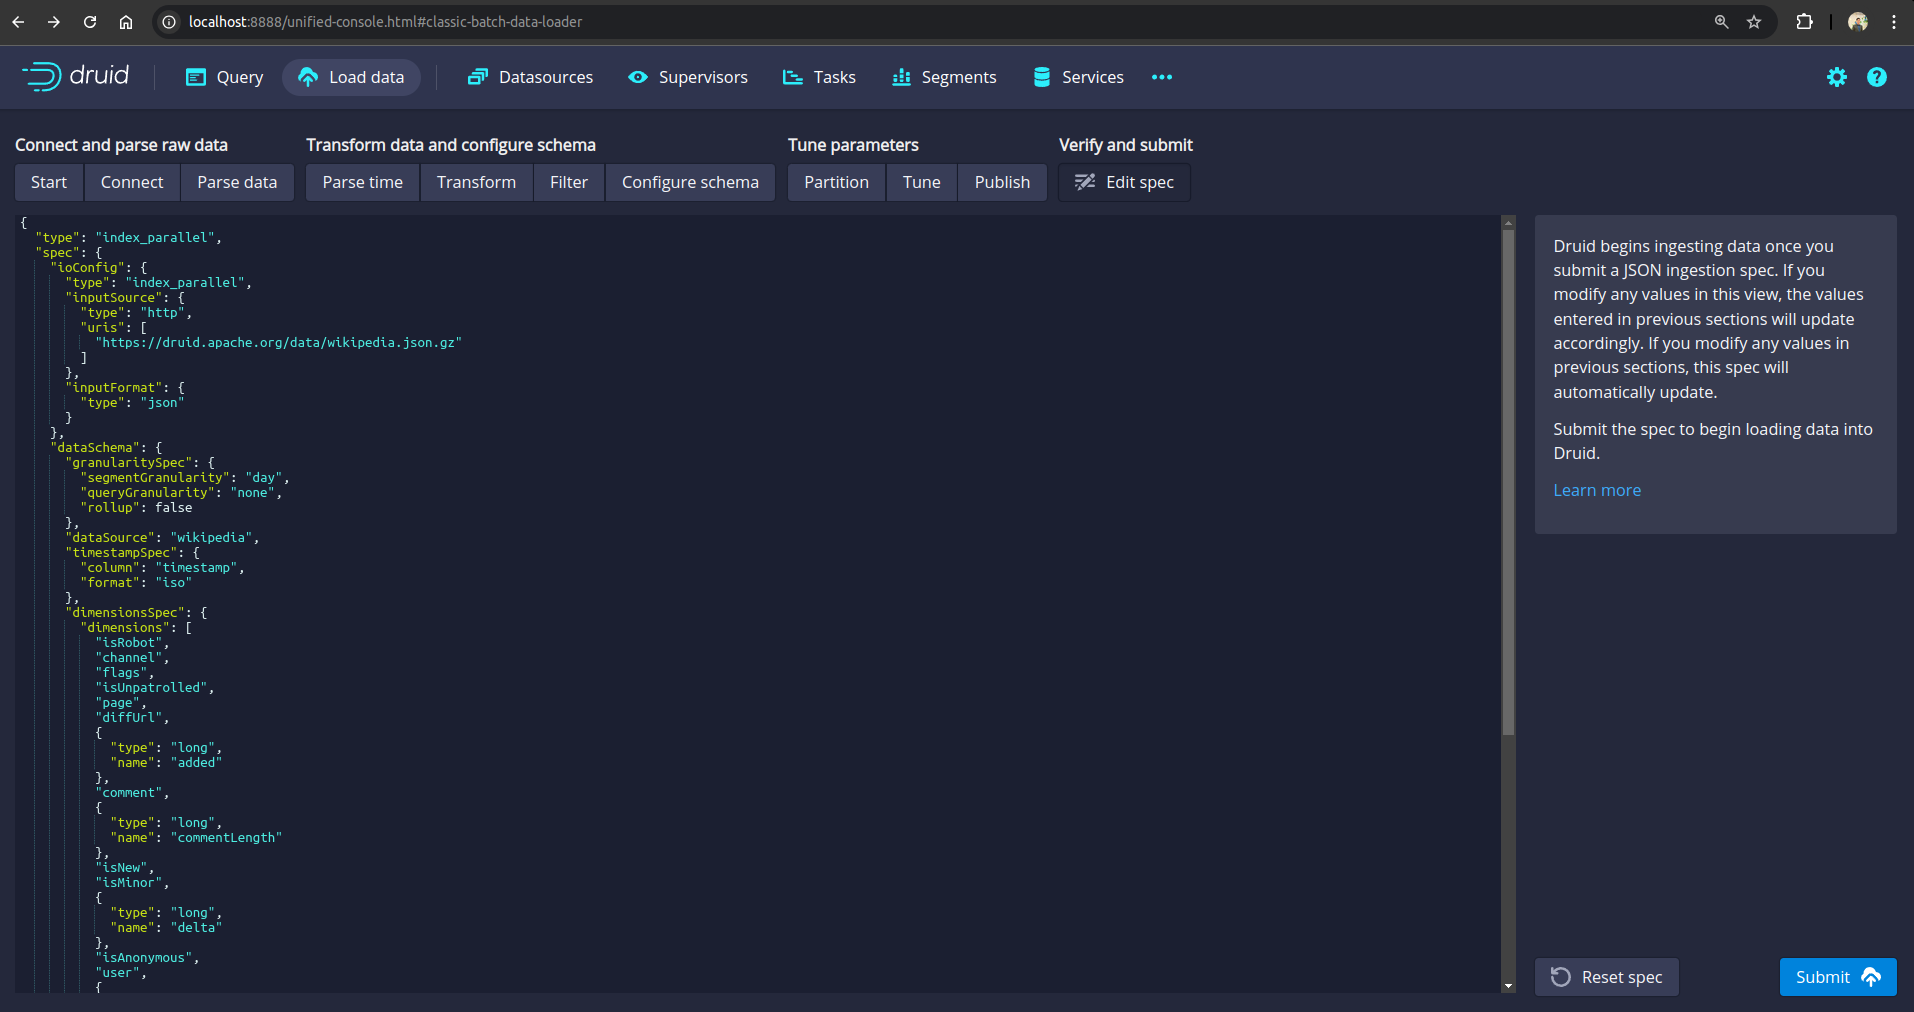 localhost:8888/unified-console.html#classic-batch-data-loader
druid Query Load data Datasources Supervisors Tasks Segments Services
Connect and parse raw data Transform data and configure schema Tune parameters Verify and submit
Start Connect Parse data Parse time Transform Filter Configure schema Partition Tune Publish Edit spec
{
"type": "index_parallel",
"spec": {
"ioConfig": {
"type": "index_parallel",
"inputSource": {
"type": "http",
"uris": [
"https://druid.apache.org/data/wikipedia.json.gz"
]
},
"inputFormat": {
"type": "json"
}
},
"dataSchema": {
"granularitySpec": {
"segmentGranularity": "day",
"queryGranularity": "none",
"rollup": false
},
"dataSource": "wikipedia",
"timestampSpec": {
"column": "timestamp",
"format": "iso"
},
"dimensionsSpec": {
"dimensions": [
"isRobot",
"channel",
"flags",
"isUnpatrolled",
"page",
"diffUrl",
{
"type": "long",
"name": "added"
},
"comment",
{
"type": "long",
"name": "commentLength"
},
"isNew",
"isMinor",
{
"type": "long",
"name": "delta"
},
"isAnonymous",
"user",
{
Druid begins ingesting data once you
submit a JSON ingestion spec. If you
modify any values in this view, the values
entered in previous sections will update
accordingly. If you modify any values in
previous sections, this spec will
automatically update.
Submit the spec to begin loading data into
Druid.
Learn more
Reset spec Submit